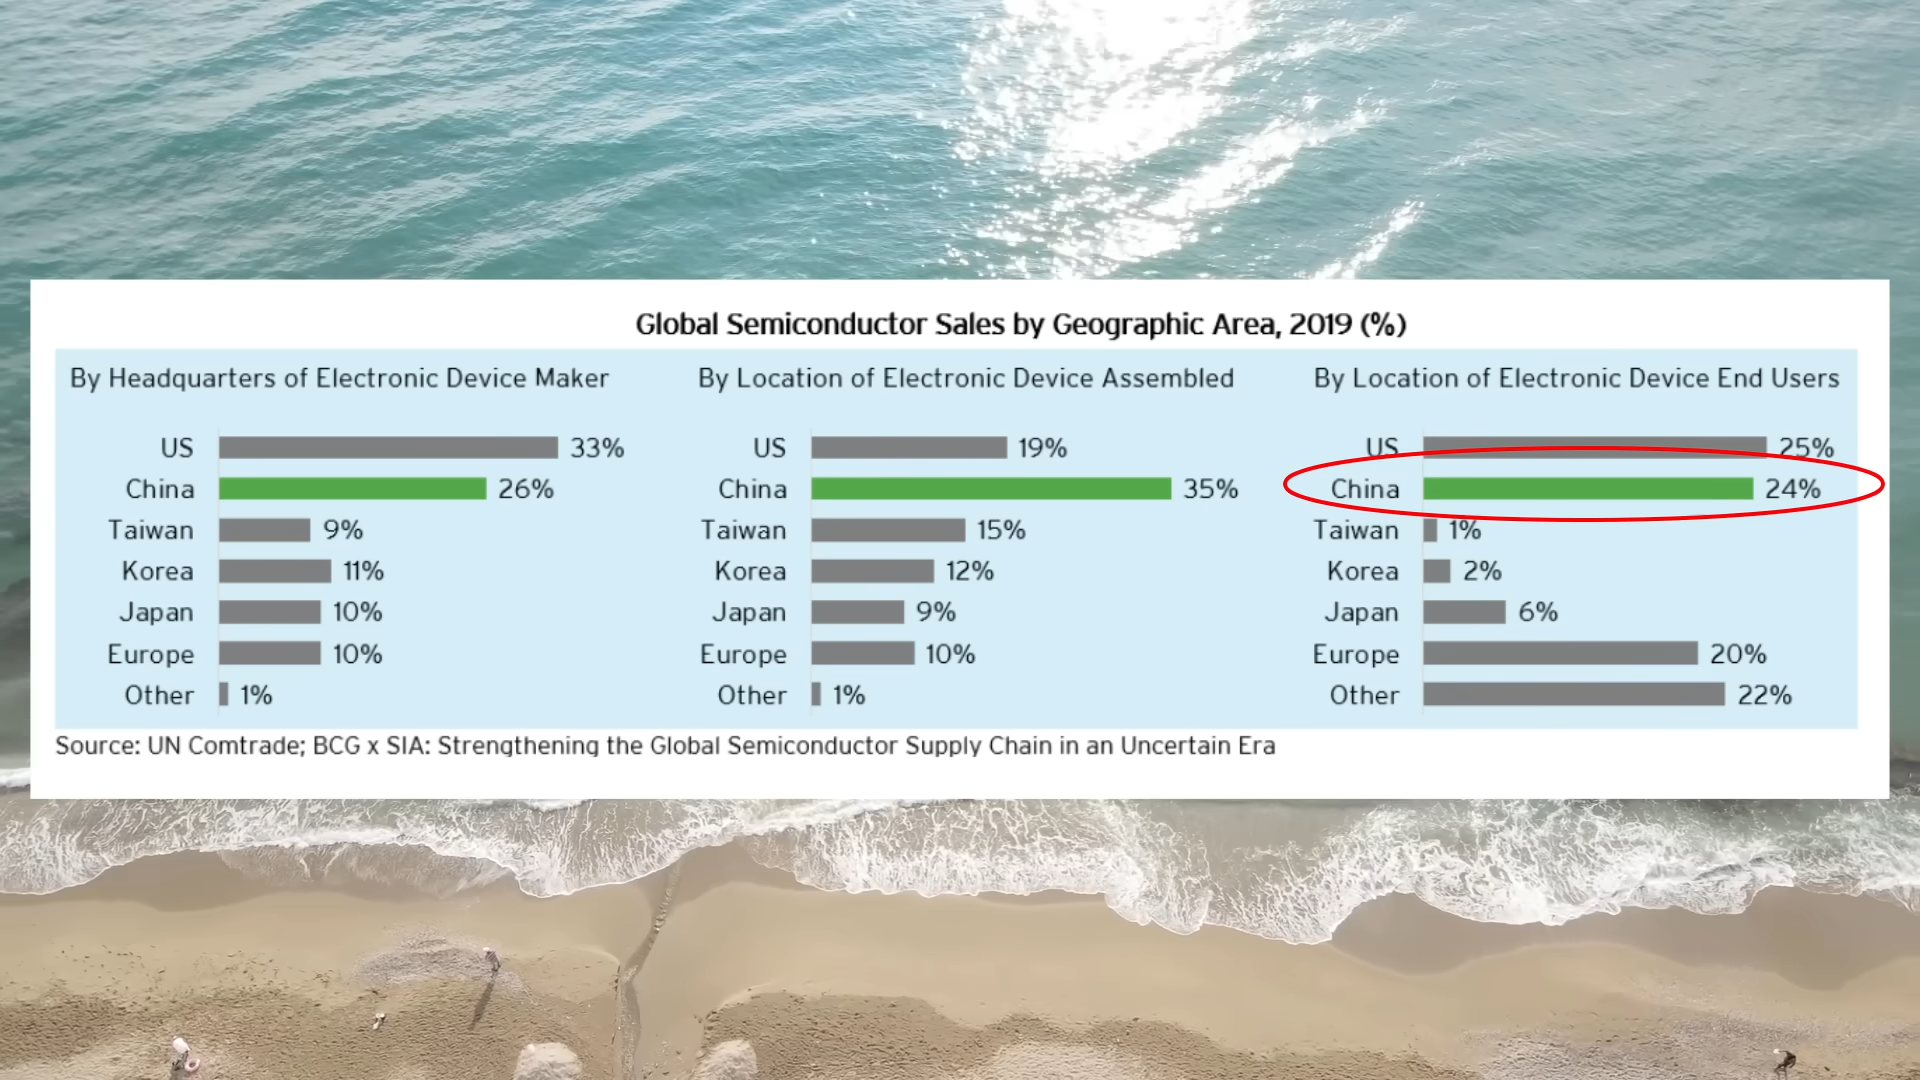 Global Semiconductor Sales by Geographic Area, 2019 (%)
By Headquarters of Electronic Device Maker
US 33%
China 26%
Taiwan 9%
Korea 11%
Japan 10%
Europe 10%
Other 1%
By Location of Electronic Device Assembled
US 19%
China 35%
Taiwan 15%
Korea 12%
Japan 9%
Europe 10%
Other 1%
By Location of Electronic Device End Users
US 25%
China 24%
Taiwan 1%
Korea 2%
Japan 6%
Europe 20%
Other 22%
Source: UN Comtrade; BCG x SIA: Strengthening the Global Semiconductor Supply Chain in an Uncertain Era